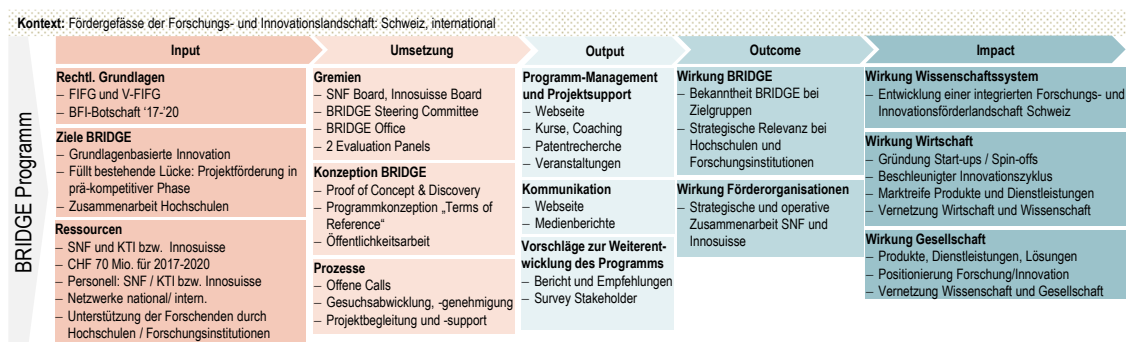 Kontext: Fördergefässe der Forschungs- und Innovationslandschaft: Schweiz, international
BRIDGE Programm
Input
Rechtl. Grundlagen
– FIFG und V-FIFG
– BFI-Botschaft ‘17-’20
Ziele BRIDGE
– Grundlagenbasierte Innovation
– Füllt bestehende Lücke: Projektförderung in
prä-kompetitiver Phase
– Zusammenarbeit Hochschulen
Ressourcen
– SNF und KTI bzw. Innosuisse
– CHF 70 Mio. für 2017-2020
– Personell: SNF / KTI bzw. Innosuisse
– Netzwerke national/ intern.
– Unterstützung der Forschenden durch
Hochschulen / Forschungsinstitutionen
Umsetzung
Gremien
– SNF Board, Innosuisse Board
– BRIDGE Steering Committee
– BRIDGE Office
– 2 Evaluation Panels
Konzeption BRIDGE
– Proof of Concept & Discovery
– Programmkonzeption „Terms of
Reference“
– Öffentlichkeitsarbeit
Prozesse
– Offene Calls
– Gesuchsabwicklung, -genehmigung
– Projektbegleitung und -support
Output
Programm-Management
und Projektsupport
– Webseite
– Kurse, Coaching
– Patentrecherche
– Veranstaltungen
Kommunikation
– Webseite
– Medienberichte
Vorschläge zur Weiterent-
wicklung des Programms
– Bericht und Empfehlungen
– Survey Stakeholder
Outcome
Wirkung BRIDGE
– Bekanntheit BRIDGE bei
Zielgruppen
– Strategische Relevanz bei
Hochschulen und
Forschungsinstitutionen
Wirkung Förderorganisationen
– Strategische und operative
Zusammenarbeit SNF und
Innosuisse
Impact
Wirkung Wissenschaftssystem
– Entwicklung einer integrierten Forschungs- und
Innovationsförderlandschaft Schweiz
Wirkung Wirtschaft
– Gründung Start-ups / Spin-offs
– Beschleunigter Innovationszyklus
– Marktreife Produkte und Dienstleistungen
– Vernetzung Wirtschaft und Wissenschaft
Wirkung Gesellschaft
– Produkte, Dienstleistungen, Lösungen
– Positionierung Forschung/Innovation
– Vernetzung Wissenschaft und Gesellschaft